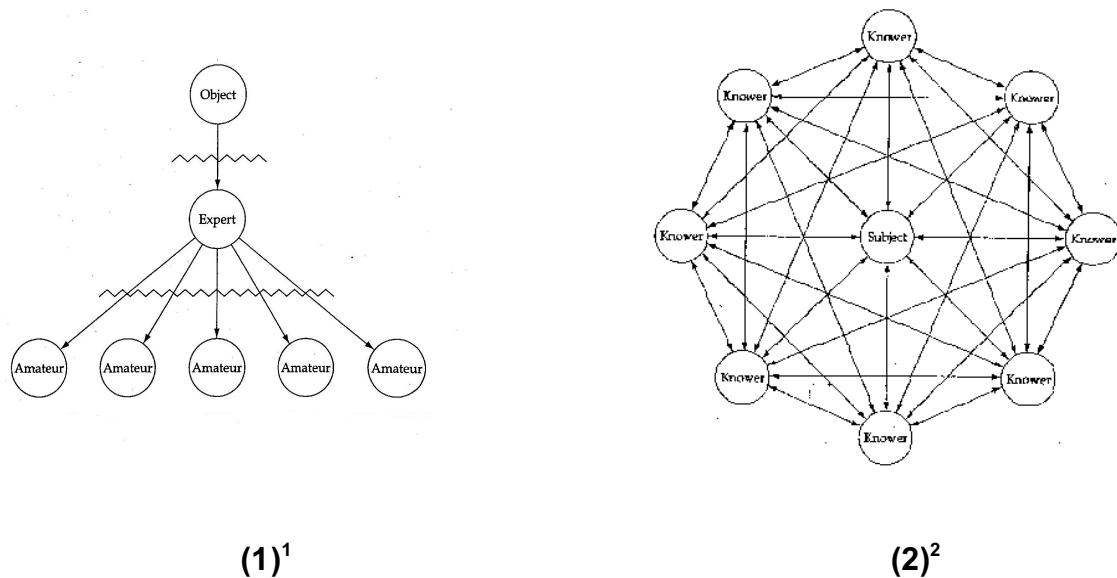 Object
Expert
Amateur Amateur Amateur Amateur Amateur
Knower
Knower Knower
Knower Subject Knower
Knower Knower
Knower
(1)¹ (2)²